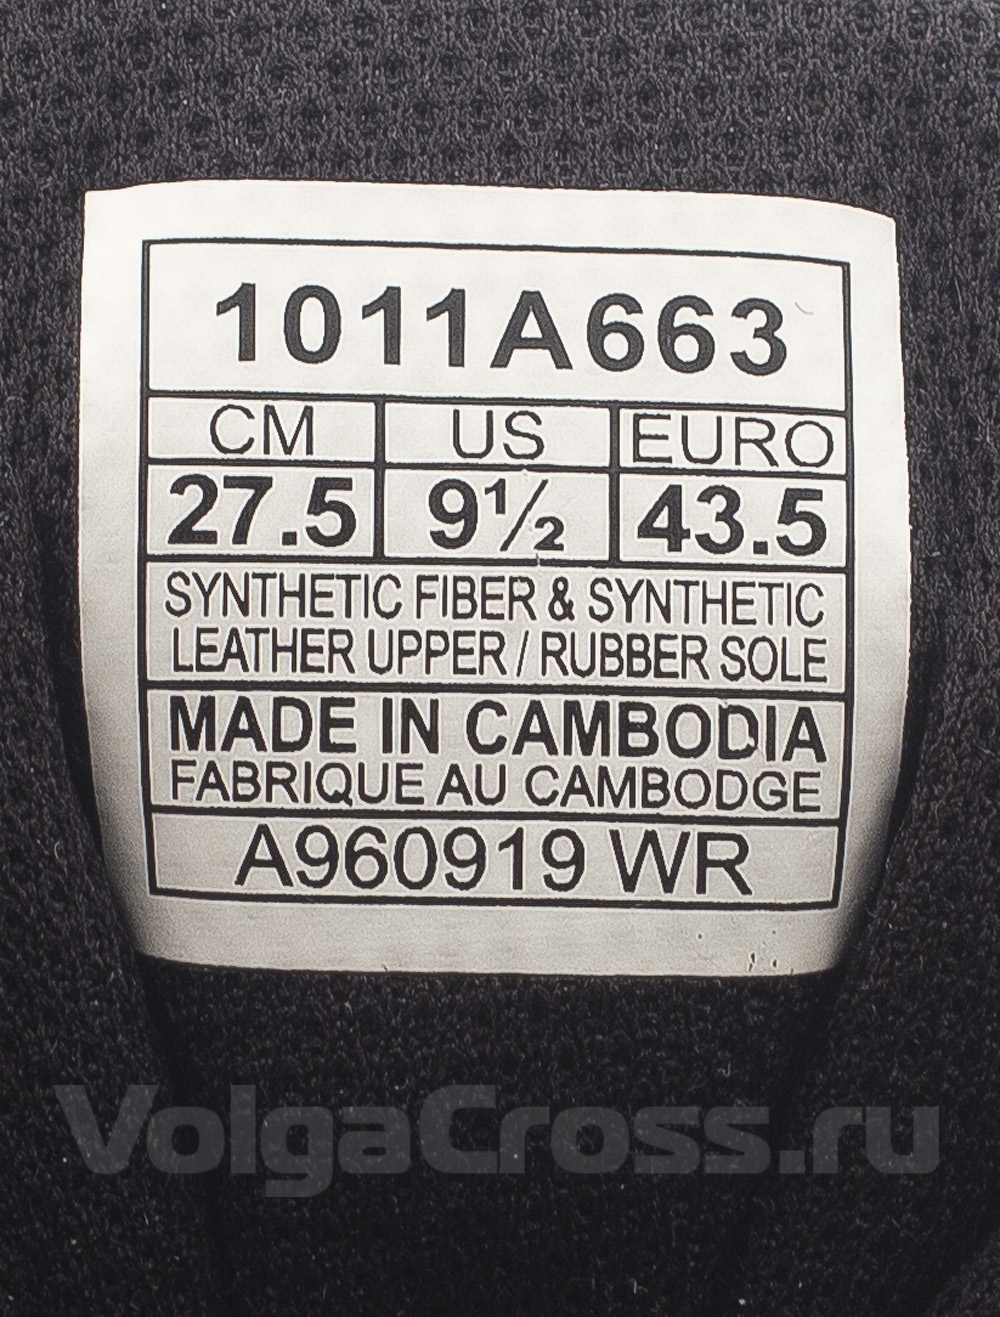 1011A663
CM US EURO
27.5 9½ 43.5
SYNTHETIC FIBER & SYNTHETIC
LEATHER UPPER / RUBBER SOLE
MADE IN CAMBODIA
FABRIQUE AU CAMBODGE
A960919 WR
VolgaCross.ru